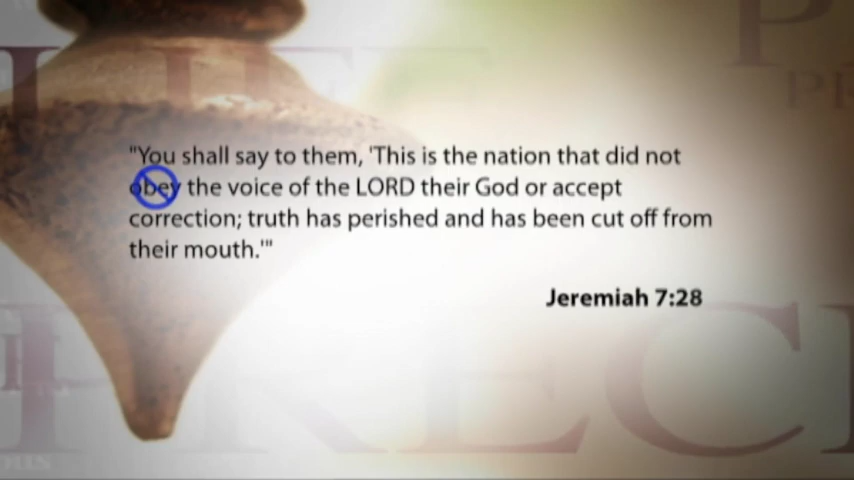 "You shall say to them, 'This is the nation that did not
obey the voice of the LORD their God or accept
correction; truth has perished and has been cut off from
their mouth.'"
Jeremiah 7:28